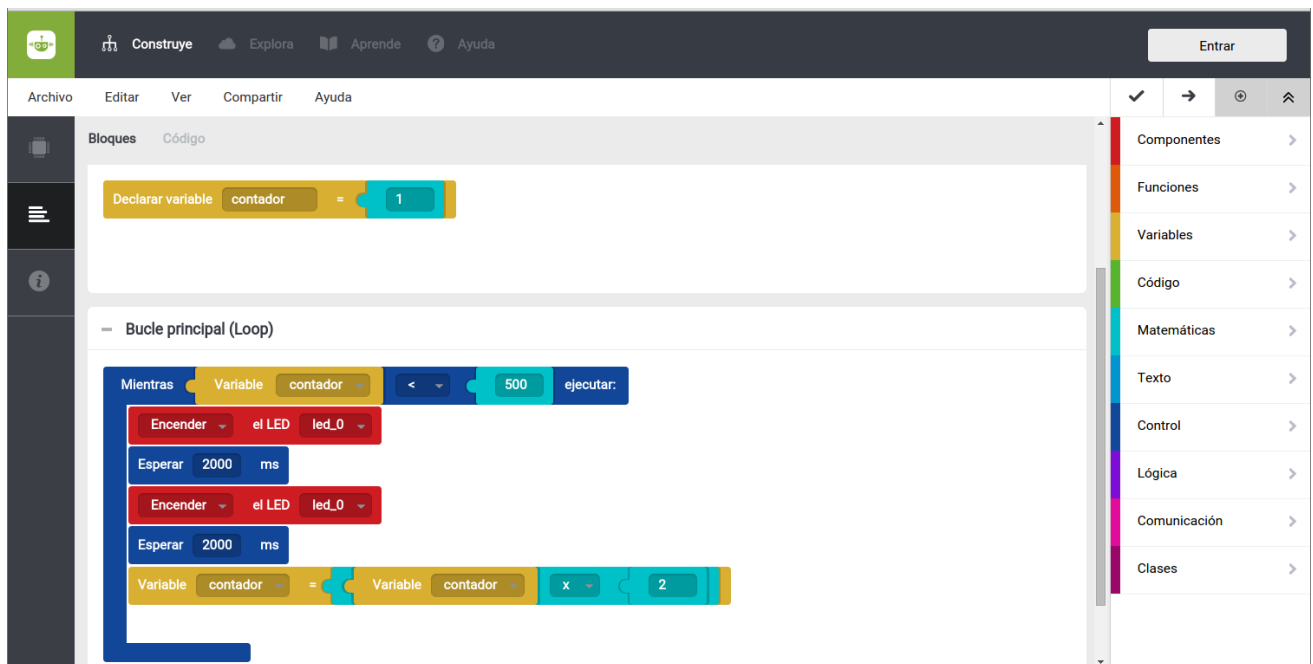 Construye Explora Aprende Ayuda Entrar
Archivo Editar Ver Compartir Ayuda
Bloques Código
Declarar variable contador = 1
Bucle principal (Loop)
Mientras Variable contador < 500 ejecutar:
Encender el LED led_0
Esperar 2000 ms
Encender el LED led_0
Esperar 2000 ms
Variable contador = Variable contador x 2
Componentes
Funciones
Variables
Código
Matemáticas
Texto
Control
Lógica
Comunicación
Clases